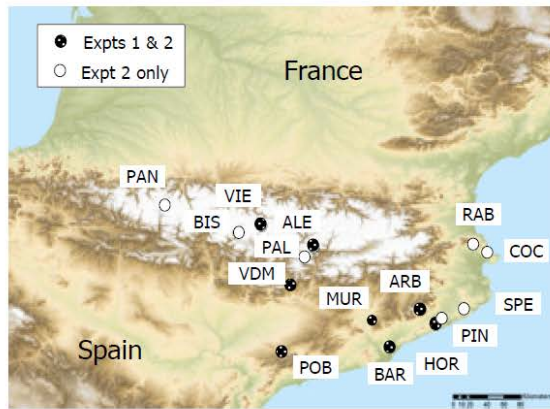 Expts 1 & 2
Expt 2 only
France
PAN
VIE
BIS
ALE
RAB
PAL
COC
VDM
ARB
MUR
SPE
PIN
Spain
POB
HOR
BAR